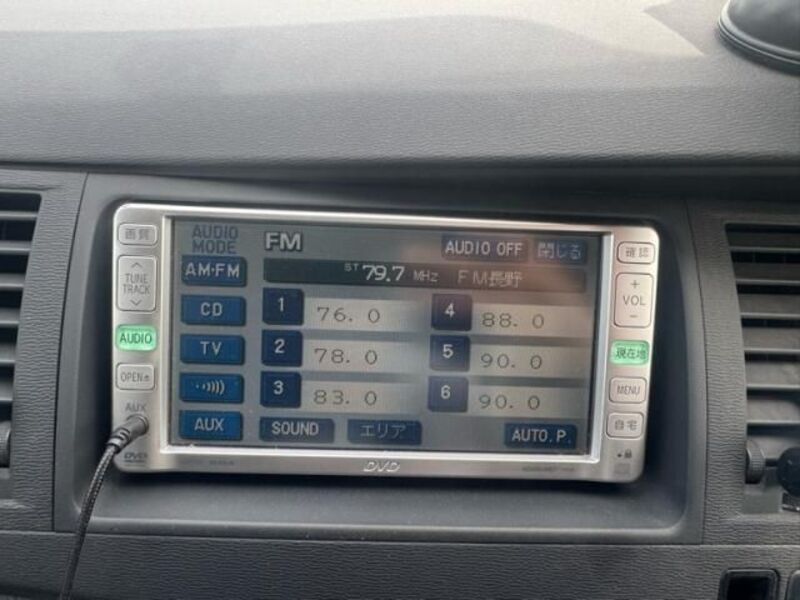 画質
TUNE
TRACK
AUDIO
OPEN
AUX
DVD
AUDIO
MODE
FM
AUDIO OFF
閉じる
AM・FM
ST 79.7 MHz FM長野
CD
1 76.0
4 88.0
TV
2 78.0
5 90.0
3 83.0
6 90.0
AUX
SOUND
エリア
AUTO.P.
DVD
確認
+
VOL
-
現在地
MENU
自宅